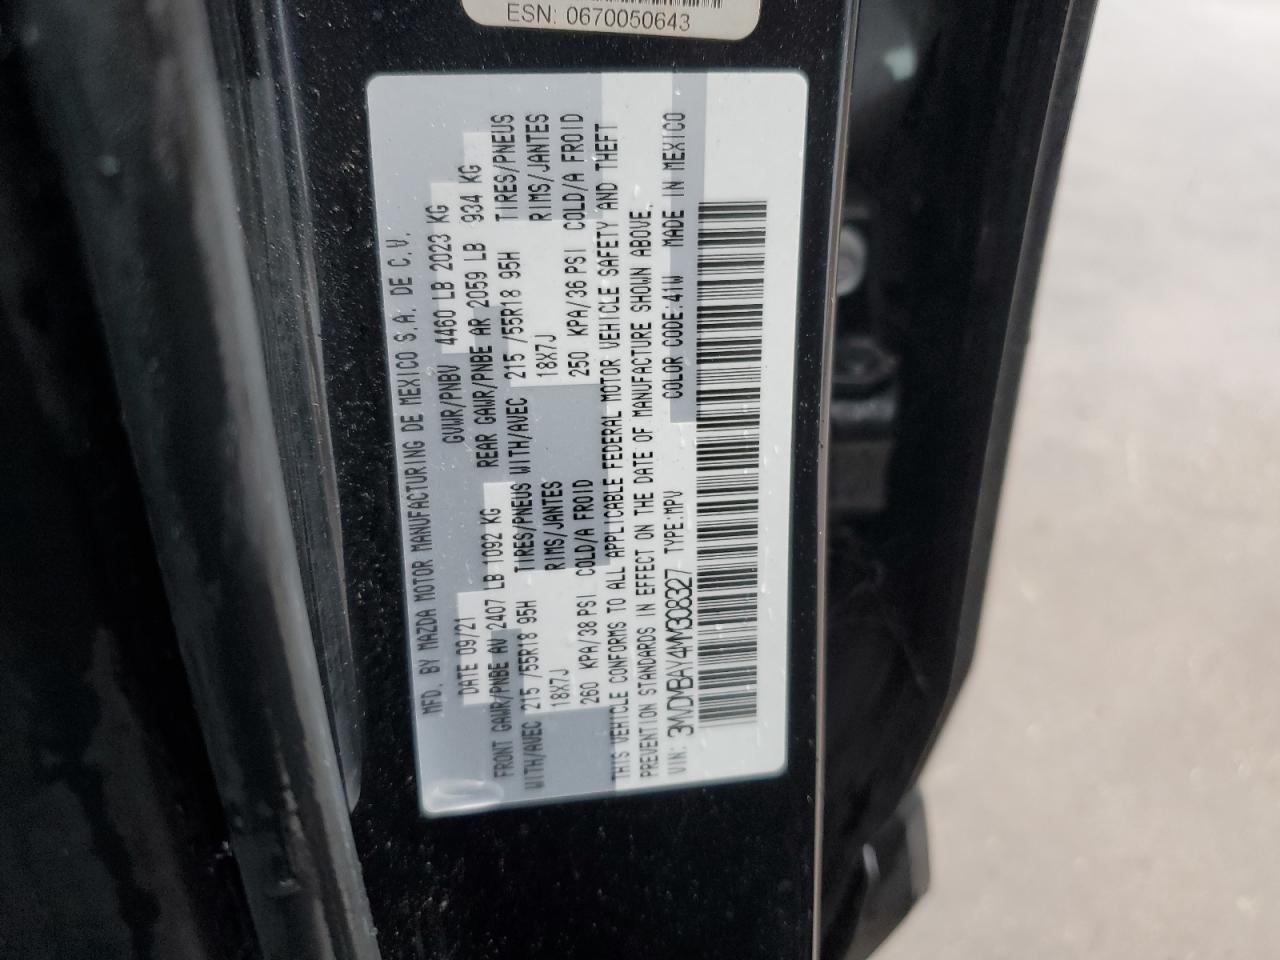 ESN: 0670050643
MFD. BY MAZDA MOTOR MANUFACTURING DE MEXICO S.A. DE C.V.
DATE 09/21 GVWR/PNBV 4460 LB 2023 KG
FRONT GAWR/PNBE AV 2407 LB 1092 KG REAR GAWR/PNBE AR 2059 LB 934 KG
WITH/AVEC 215 /55R18 95H TIRES/PNEUS WITH/AVEC 215 /55R18 95H TIRES/PNEUS
18X7J RIMS/JANTES 18X7J RIMS/JANTES
260 KPA/38 PSI COLD/A FROID 250 KPA/36 PSI COLD/A FROID
THIS VEHICLE CONFORMS TO ALL APPLICABLE FEDERAL MOTOR VEHICLE SAFETY AND THEFT
PREVENTION STANDARDS IN EFFECT ON THE DATE OF MANUFACTURE SHOWN ABOVE.
VIN: 3MVDMBAY4MM308327 TYPE:MPV COLOR CODE:41W MADE IN MEXICO